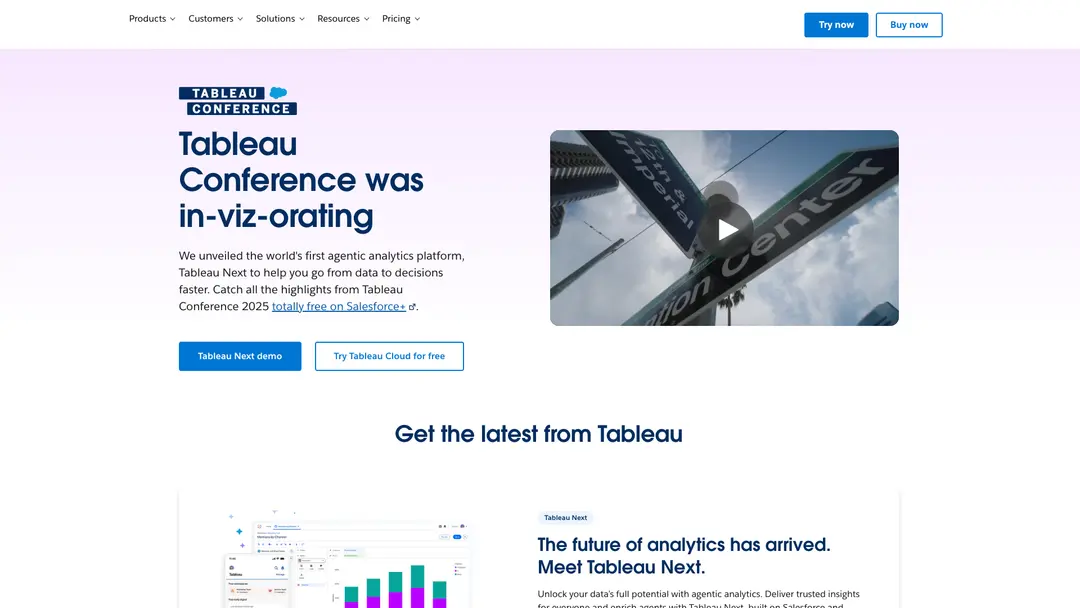 Products
Customers
Solutions
Resources
Pricing
Try now
Buy now
TABLEAU
CONFERENCE
Tableau
Conference was
in-viz-orating
We unveiled the world's first agentic analytics platform,
Tableau Next to help you go from data to decisions
faster. Catch all the highlights from Tableau
Conference 2025 totally free on Salesforce+.
Tableau Next demo
Try Tableau Cloud for free
12th &
Imperial
Center
Get the latest from Tableau
Tableau
Tableau Next
The future of analytics has arrived.
Meet Tableau Next.
Unlock your data's full potential with agentic analytics. Deliver trusted insights
for everyone and enrich agents with Tableau Next, built on Salesforce and